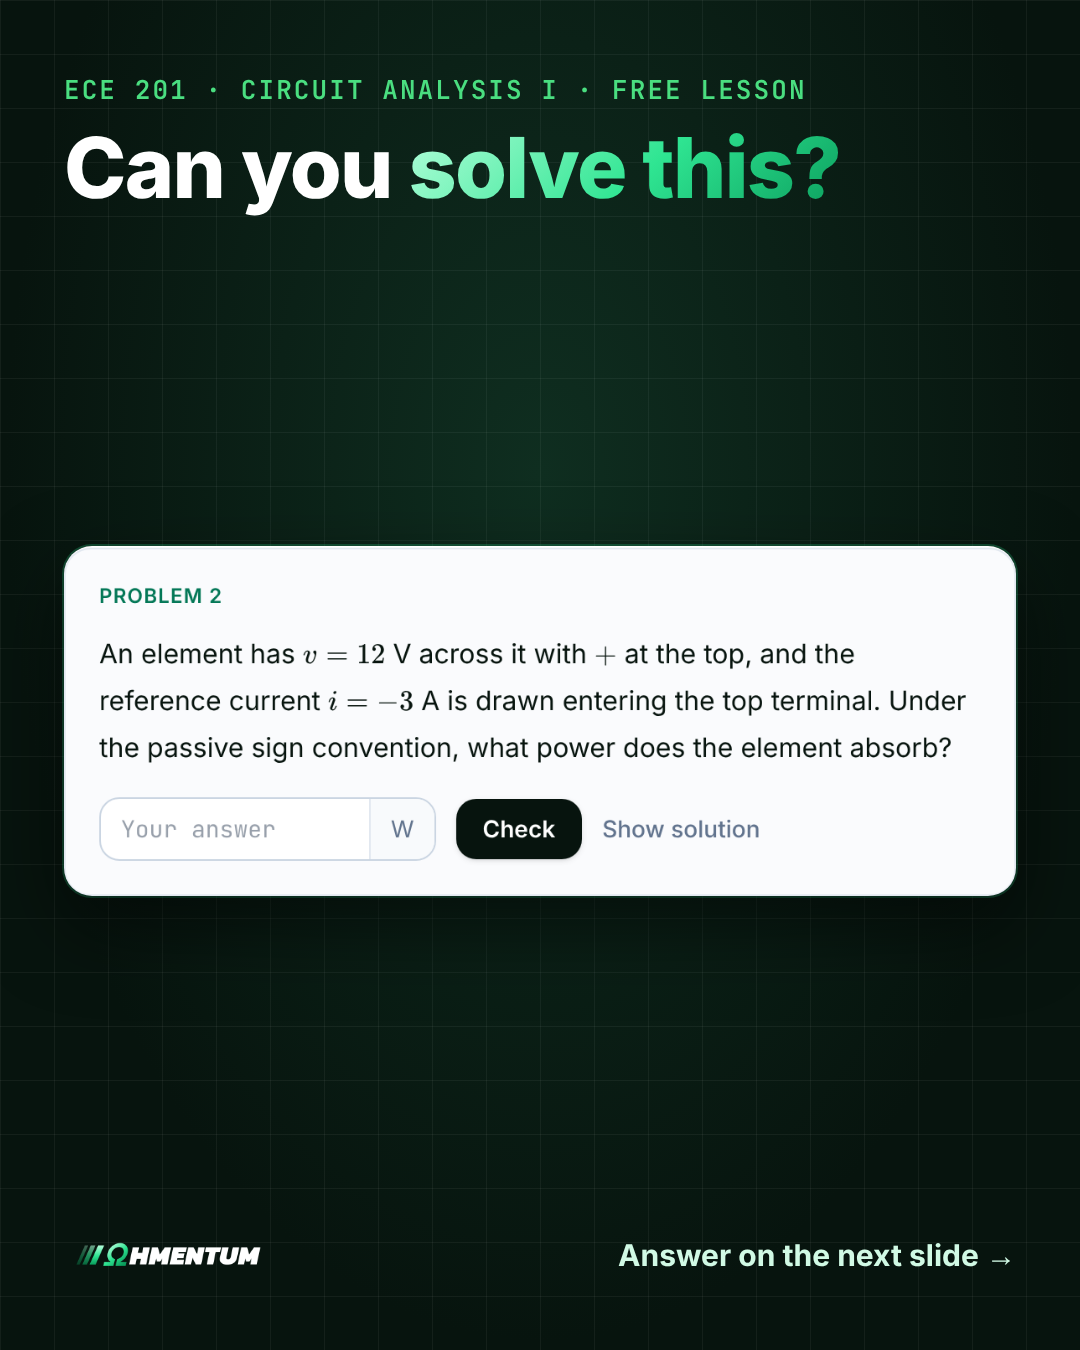 ECE 201 · CIRCUIT ANALYSIS I · FREE LESSON
Can you solve this?
PROBLEM 2
An element has v = 12 V across it with + at the top, and the
reference current i = −3 A is drawn entering the top terminal. Under
the passive sign convention, what power does the element absorb?
Your answer W Check Show solution
ΩHMENTUM Answer on the next slide →